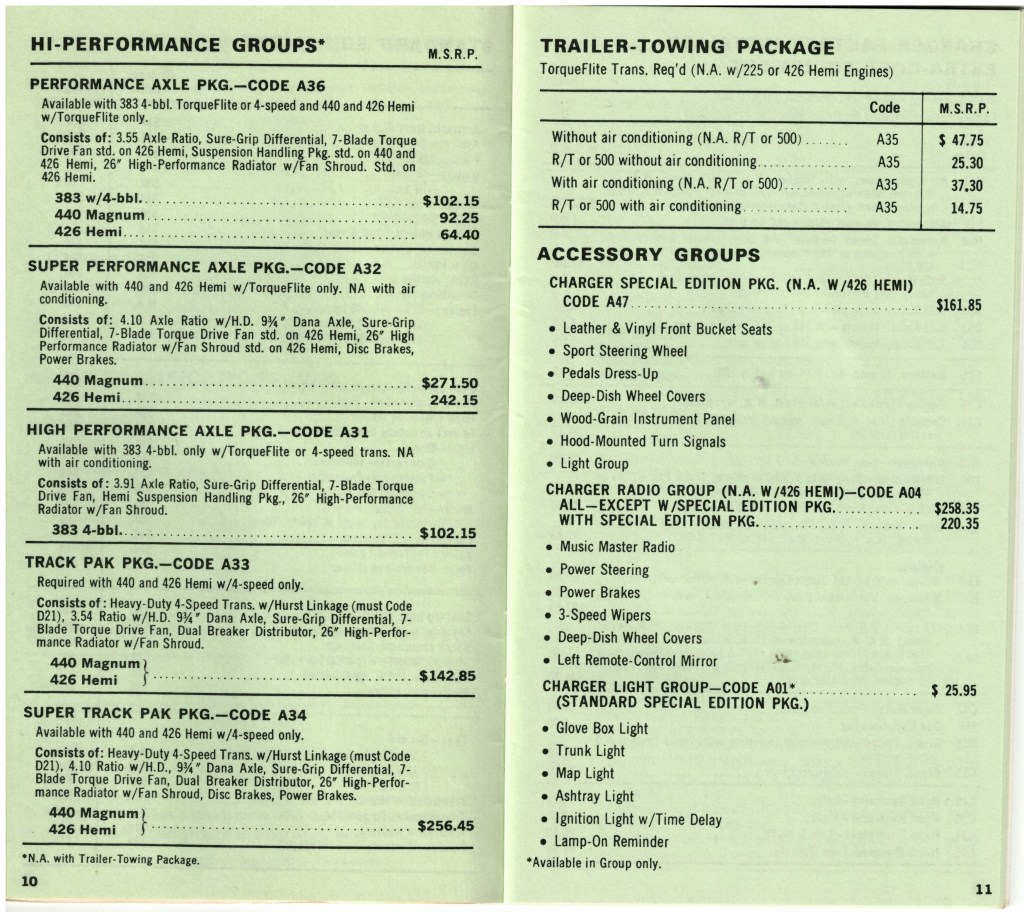 HI-PERFORMANCE GROUPS*
M.S.R.P.
PERFORMANCE AXLE PKG.—CODE A36
Available with 383 4-bbl. TorqueFlite or 4-speed and 440 and 426 Hemi
w/TorqueFlite only.
Consists of: 3.55 Axle Ratio, Sure-Grip Differential, 7-Blade Torque
Drive Fan std. on 426 Hemi, Suspension Handling Pkg. std. on 440 and
426 Hemi, 26" High-Performance Radiator w/Fan Shroud. Std. on
426 Hemi.
383 w/4-bbl. $102.15
440 Magnum 92.25
426 Hemi 64.40
SUPER PERFORMANCE AXLE PKG.—CODE A32
Available with 440 and 426 Hemi w/TorqueFlite only. NA with air
conditioning.
Consists of: 4.10 Axle Ratio w/H.D. 9¾" Dana Axle, Sure-Grip
Differential, 7-Blade Torque Drive Fan std. on 426 Hemi, 26" High
Performance Radiator w/Fan Shroud std. on 426 Hemi, Disc Brakes,
Power Brakes.
440 Magnum $271.50
426 Hemi 242.15
HIGH PERFORMANCE AXLE PKG.—CODE A31
Available with 383 4-bbl. only w/TorqueFlite or 4-speed trans. NA
with air conditioning.
Consists of: 3.91 Axle Ratio, Sure-Grip Differential, 7-Blade Torque
Drive Fan, Hemi Suspension Handling Pkg., 26" High-Performance
Radiator w/Fan Shroud.
383 4-bbl. $102.15
TRACK PAK PKG.—CODE A33
Required with 440 and 426 Hemi w/4-speed only.
Consists of: Heavy-Duty 4-Speed Trans. w/Hurst Linkage (must Code
D21), 3.54 Ratio w/H.D. 9¾" Dana Axle, Sure-Grip Differential, 7-
Blade Torque Drive Fan, Dual Breaker Distributor, 26" High-Perfor-
mance Radiator w/Fan Shroud.
440 Magnum
426 Hemi $142.85
SUPER TRACK PAK PKG.—CODE A34
Available with 440 and 426 Hemi w/4-speed only.
Consists of: Heavy-Duty 4-Speed Trans. w/Hurst Linkage (must Code
D21), 4.10 Ratio w/H.D., 9¾" Dana Axle, Sure-Grip Differential, 7-
Blade Torque Drive Fan, Dual Breaker Distributor, 26" High-Perfor-
mance Radiator w/Fan Shroud, Disc Brakes, Power Brakes.
440 Magnum
426 Hemi $256.45
*N.A. with Trailer-Towing Package.
10
TRAILER-TOWING PACKAGE
TorqueFlite Trans. Req'd (N.A. w/225 or 426 Hemi Engines)
Code M.S.R.P.
Without air conditioning (N.A. R/T or 500) A35 $ 47.75
R/T or 500 without air conditioning A35 25.30
With air conditioning (N.A. R/T or 500) A35 37.30
R/T or 500 with air conditioning A35 14.75
ACCESSORY GROUPS
CHARGER SPECIAL EDITION PKG. (N.A. W/426 HEMI)
CODE A47 $161.85
• Leather & Vinyl Front Bucket Seats
• Sport Steering Wheel
• Pedals Dress-Up
• Deep-Dish Wheel Covers
• Wood-Grain Instrument Panel
• Hood-Mounted Turn Signals
• Light Group
CHARGER RADIO GROUP (N.A. W/426 HEMI)—CODE A04
ALL—EXCEPT W/SPECIAL EDITION PKG. $258.35
WITH SPECIAL EDITION PKG. 220.35
• Music Master Radio
• Power Steering
• Power Brakes
• 3-Speed Wipers
• Deep-Dish Wheel Covers
• Left Remote-Control Mirror
CHARGER LIGHT GROUP—CODE A01* $ 25.95
(STANDARD SPECIAL EDITION PKG.)
• Glove Box Light
• Trunk Light
• Map Light
• Ashtray Light
• Ignition Light w/Time Delay
• Lamp-On Reminder
*Available in Group only.
11